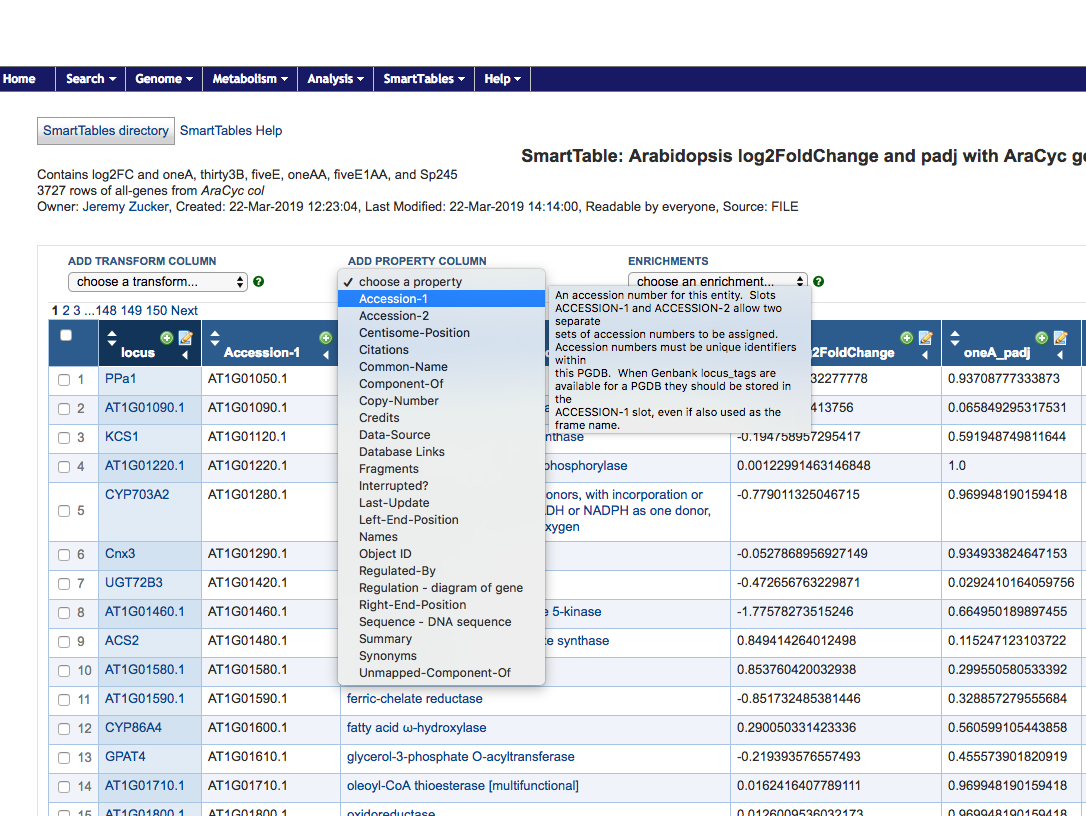 Home Search Genome Metabolism Analysis SmartTables Help
SmartTables directory SmartTables Help
SmartTable: Arabidopsis log2FoldChange and padj with AraCyc
Contains log2FC and oneA, thirty3B, fiveE, oneAA, fiveE1AA, and Sp245
3727 rows of all-genes from AraCyc col
Owner: Jeremy Zucker, Created: 22-Mar-2019 12:23:04, Last Modified: 22-Mar-2019 14:14:00, Readable by everyone, Source: FILE
ADD TRANSFORM COLUMN ADD PROPERTY COLUMN ENRICHMENTS
choose a transform... ? ✓ choose a property choose an enrichment... ?
1 2 3 ...148 149 150 Next
Accession-1
Accession-2
Centisome-Position
Citations
Common-Name
Component-Of
Copy-Number
Credits
Data-Source
Database Links
Fragments
Interrupted?
Last-Update
Left-End-Position
Names
Object ID
Regulated-By
Regulation - diagram of gene
Right-End-Position
Sequence - DNA sequence
Summary
Synonyms
Unmapped-Component-Of
An accession number for this entity. Slots
ACCESSION-1 and ACCESSION-2 allow two
separate
sets of accession numbers to be assigned.
Accession numbers must be unique identifiers
within
this PGDB. When Genbank locus_tags are
available for a PGDB they should be stored in
the
ACCESSION-1 slot, even if also used as the
frame name.
locus Accession-1 2FoldChange oneA_padj
1 PPa1 AT1G01050.1 32277778 0.93708777333873
2 AT1G01090.1 AT1G01090.1 413756 0.065849295317531
3 KCS1 AT1G01120.1 nthase -0.194758957295417 0.591948749811644
4 AT1G01220.1 AT1G01220.1 phosphorylase 0.00122991463146848 1.0
5 CYP703A2 AT1G01280.1 onors, with incorporation or -0.779011325046715 0.969948190159418
DH or NADPH as one donor,
xygen
6 Cnx3 AT1G01290.1 -0.0527868956927149 0.934933824647153
7 UGT72B3 AT1G01420.1 -0.472656763229871 0.0292410164059756
8 AT1G01460.1 AT1G01460.1 e 5-kinase -1.77578273515246 0.664950189897455
9 ACS2 AT1G01480.1 te synthase 0.849414264012498 0.115247123103722
10 AT1G01580.1 AT1G01580.1 0.853760420032938 0.299550580533392
11 AT1G01590.1 AT1G01590.1 ferric-chelate reductase -0.851732485381446 0.328857279555684
12 CYP86A4 AT1G01600.1 fatty acid ω-hydroxylase 0.290050331423336 0.560599105443858
13 GPAT4 AT1G01610.1 glycerol-3-phosphate O-acyltransferase -0.219393576557493 0.455573901820919
14 AT1G01710.1 AT1G01710.1 oleoyl-CoA thioesterase [multifunctional] 0.0162416407789111 0.969948190159418
15 AT1G01800.1 AT1G01800.1 oxidoreductase 0.0126009536032173 0.969948190159418